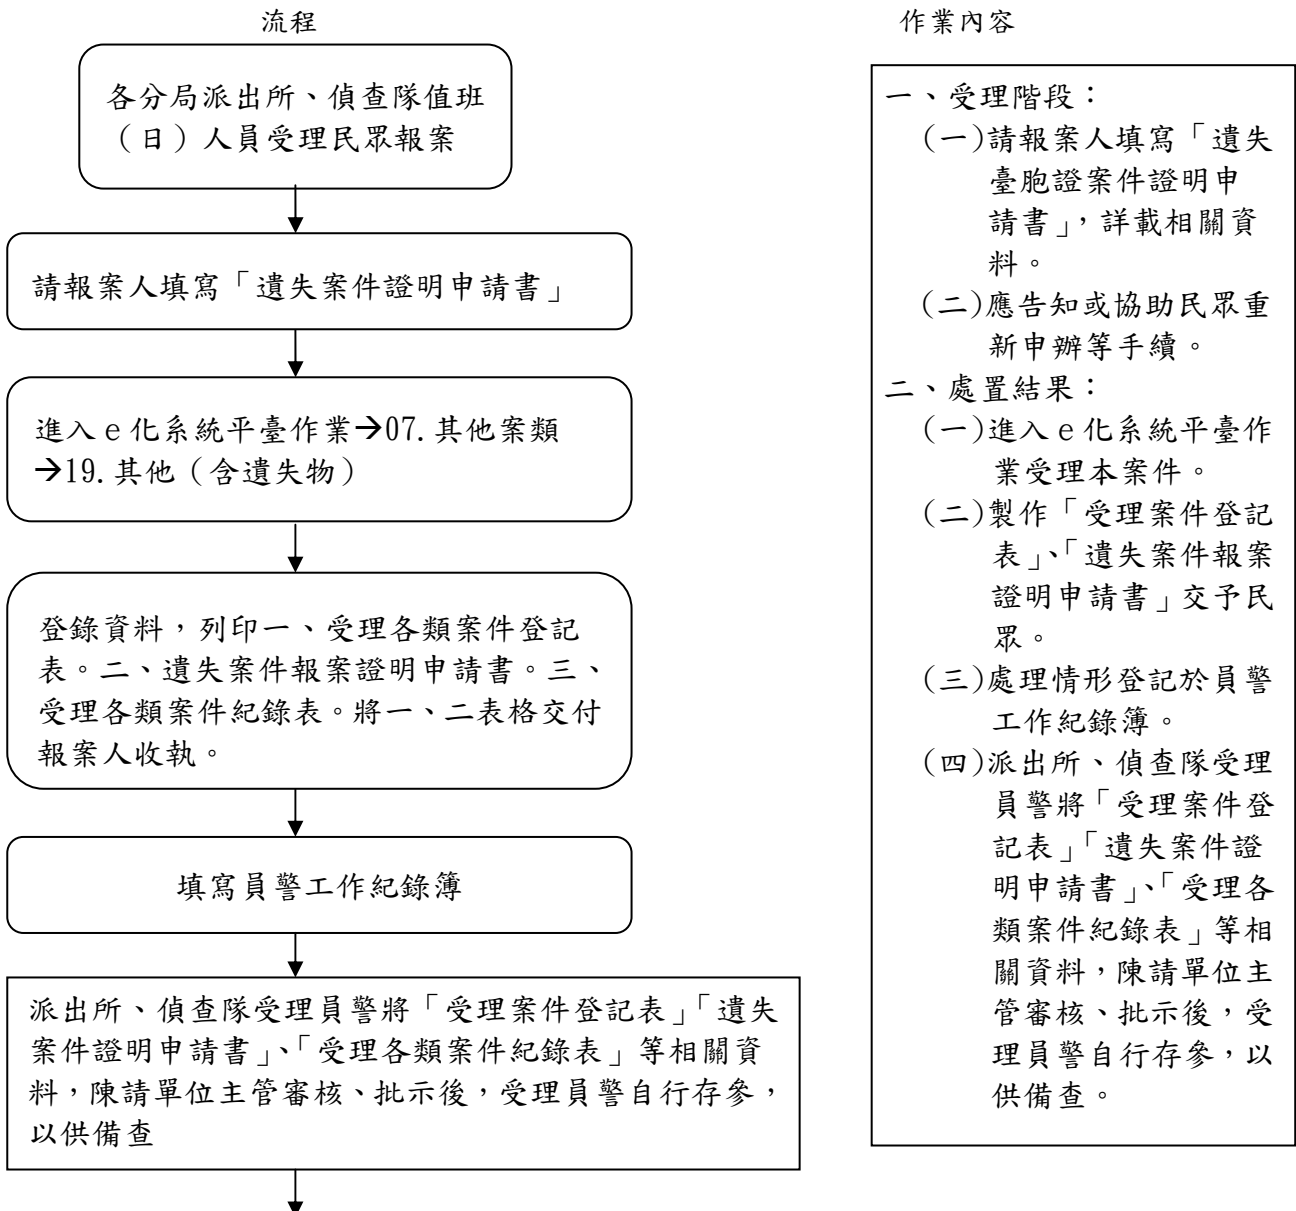 流程
各分局派出所、偵查隊值班
（日）人員受理民眾報案
請報案人填寫「遺失案件證明申請書」
進入 e 化系統平臺作業→07.其他案類
→19.其他（含遺失物）
登錄資料，列印一、受理各類案件登記
表。二、遺失案件報案證明申請書。三、
受理各類案件紀錄表。將一、二表格交付
報案人收執。
填寫員警工作紀錄簿
派出所、偵查隊受理員警將「受理案件登記表」「遺失
案件證明申請書」、「受理各類案件紀錄表」等相關資
料，陳請單位主管審核、批示後，受理員警自行存參，
以供備查
作業內容
一、受理階段：
(一)請報案人填寫「遺失
臺胞證案件證明申
請書」，詳載相關資
料。
(二)應告知或協助民眾重
新申辦等手續。
二、處置結果：
(一)進入 e 化系統平臺作
業受理本案件。
(二)製作「受理案件登記
表」、「遺失案件報案
證明申請書」交予民
眾。
(三)處理情形登記於員警
工作紀錄簿。
(四)派出所、偵查隊受理
員警將「受理案件登
記表」「遺失案件證
明申請書」、「受理各
類案件紀錄表」等相
關資料，陳請單位主
管審核、批示後，受
理員警自行存參，以
供備查。